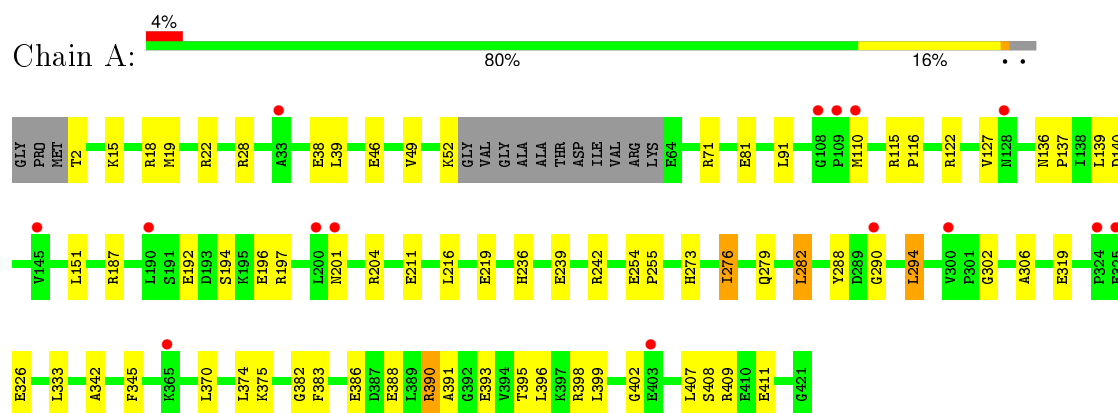 4%
Chain A:
80% 16% • •
GLY PRO MET T2 K15 R18 M19 R22 R28 A33 E38 L39 E46 V49 K52 GLY VAL GLY ALA ALA THR ASP ILE VAL ARG LYS E64 R71 E81 L91 G108 P109 M110 R115 P116 R122 V127 N128 N136 P137 I138 L139
V145 L151 R187 L190 S191 E192 D193 S194 K195 E196 R197 L200 N201 R204 E211 L216 E219 H236 E239 R242 E254 P255 H273 I276 Q279 L282 Y288 D289 G290 L294 V300 P301 G302 A306 E319 P324
E326 L333 A342 F345 K365 L370 L374 K375 G382 F383 E386 D387 E388 L389 R390 A391 G392 E393 V394 T395 L396 K397 R398 L399 G402 E403 L407 S408 R409 E410 E411 G421